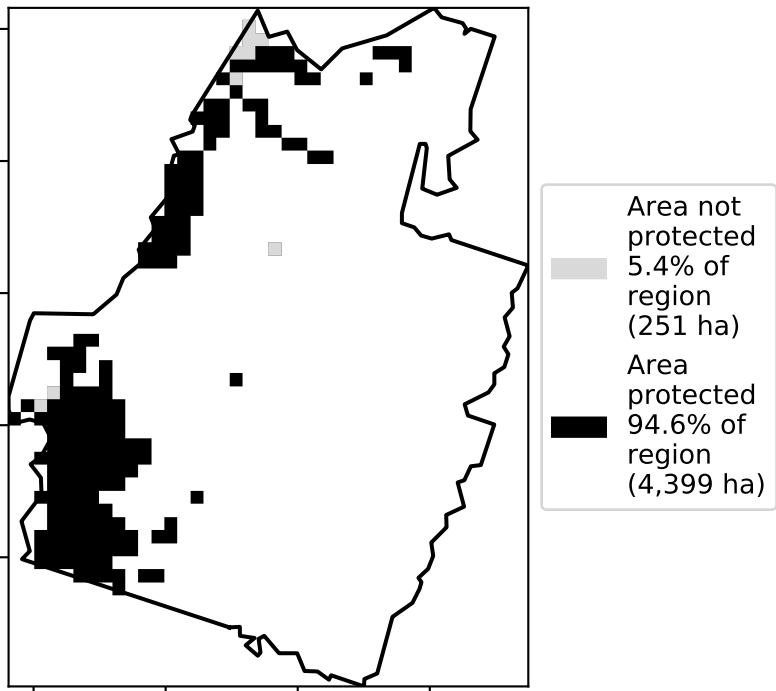 Area not
protected
5.4% of
region
(251 ha)
Area
protected
94.6% of
region
(4,399 ha)